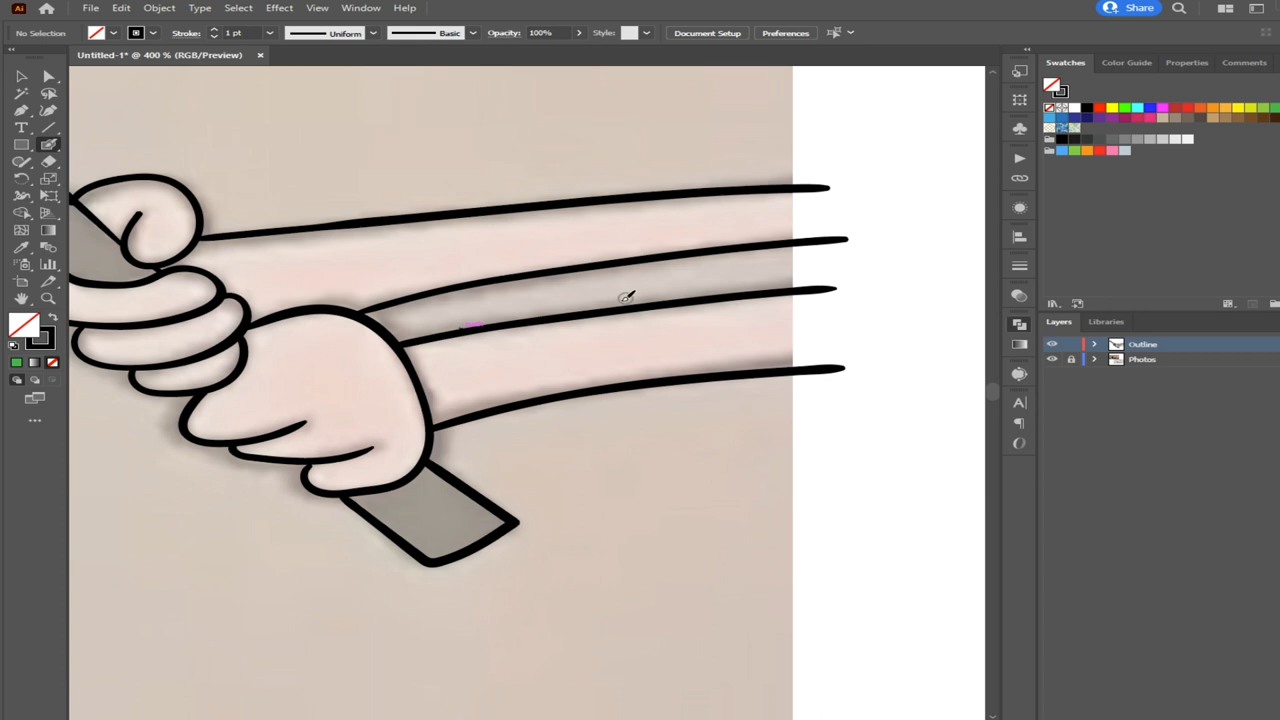 Ai File Edit Object Type Select Effect View Window Help Share
No Selection Stroke: 1 pt Uniform Basic Opacity: 100% Style: Document Setup Preferences
Untitled-1* @ 400 % (RGB/Preview) ×
Swatches Color Guide Properties Comments
Layers Libraries
Outline
Photos